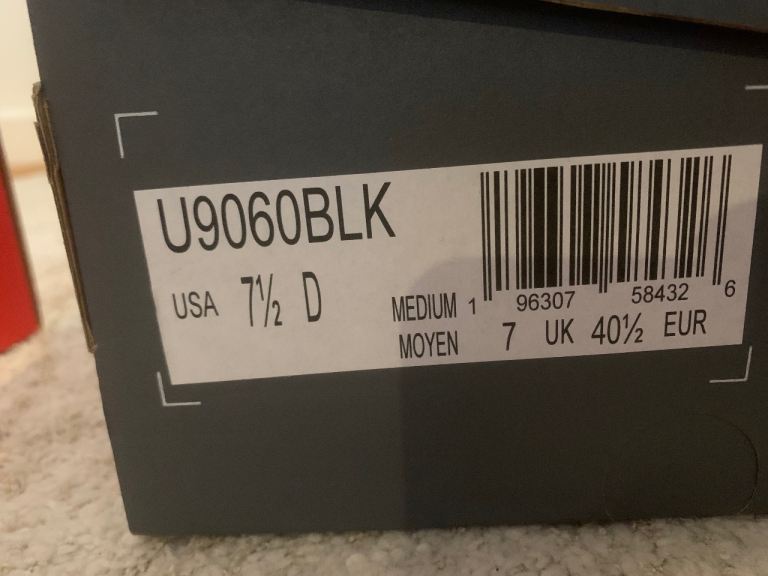 U9060BLK
USA 7½ D
MEDIUM
MOYEN
1 96307 58432 6
7 UK 40½ EUR